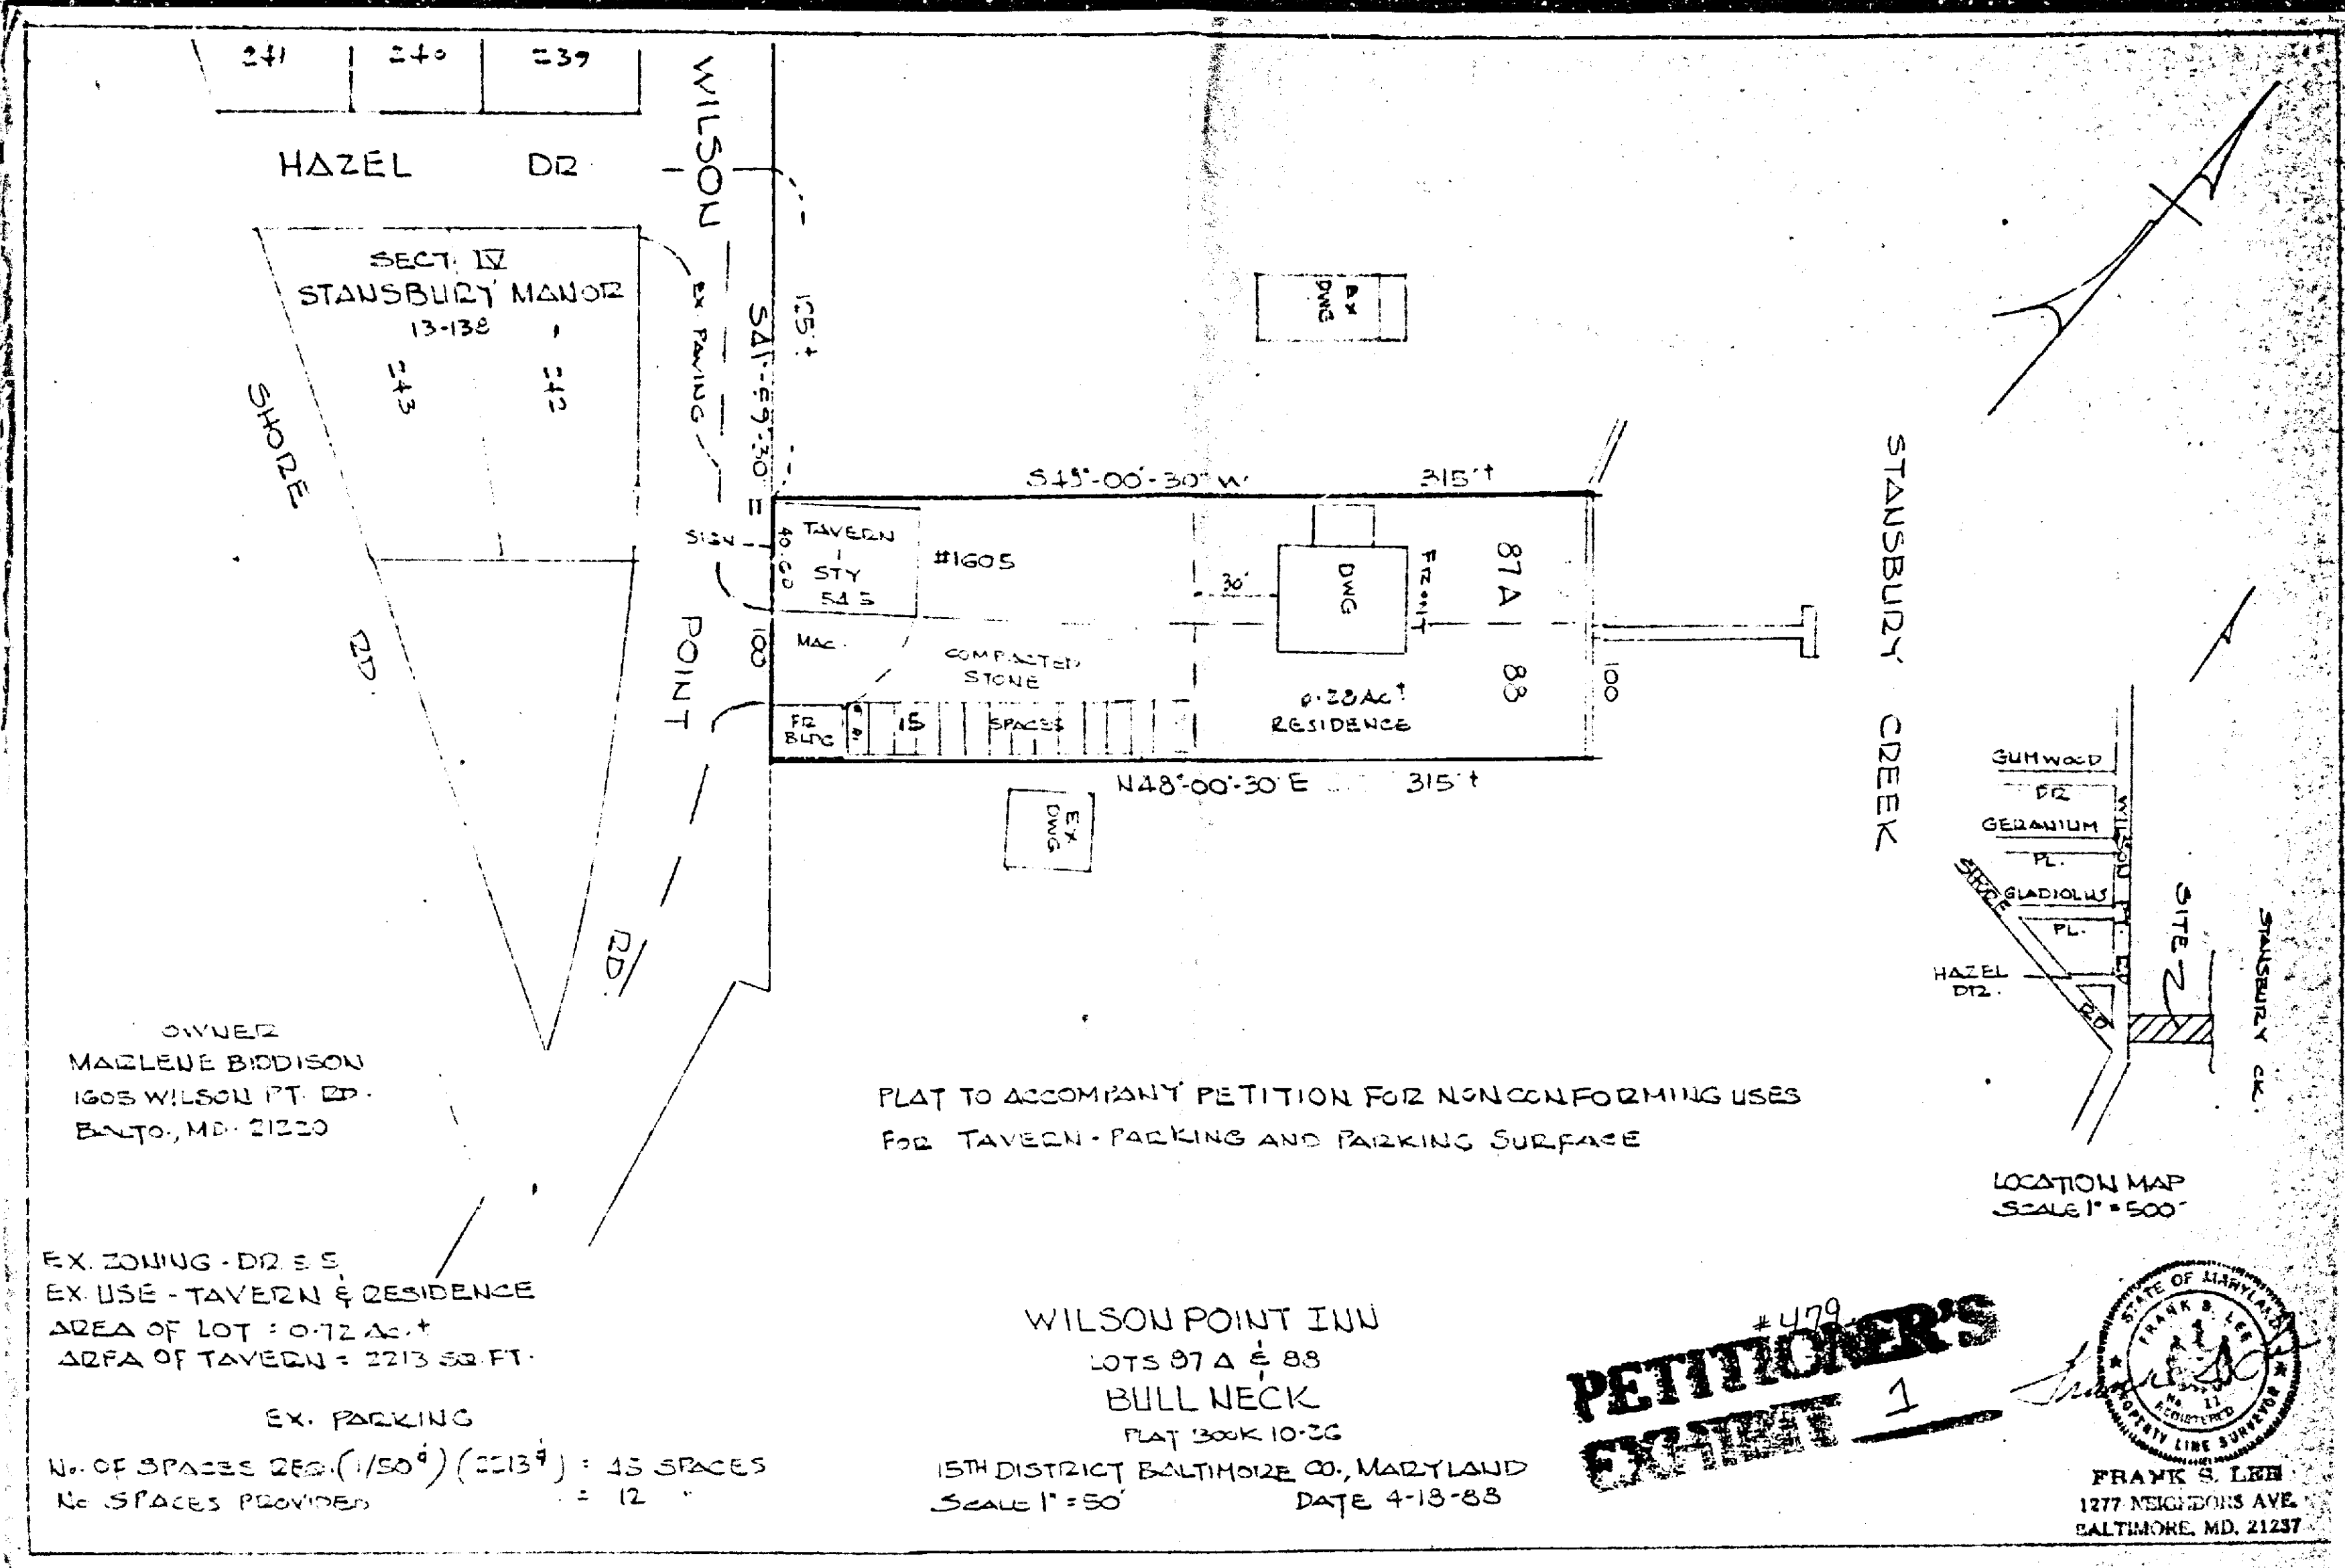 241 240 239
HAZEL DR.
WILSON
SECT. IV
STANSBURY MANOR
13-138
243 242
EX PAVING
125'±
SHORE
RD.
EX
DWG
S 48°-00'-30" W 315'±
SIGN
TAVERN
1
STY
#1605
30'
DWG
FRONT
87A
88
100
MAC.
COMPACTED
STONE
0.28 AC±
RESIDENCE
100
FR
BLDG
15 SPACES
POINT
RD.
N48°-00'-30" E 315'±
EX
DWG
STANSBURY CREEK
GUMWOOD
DR
GERANIUM
PL.
GLADIOLUS
PL.
HAZEL
DR.
SHORE
RD
WILSON PT. RD
SITE
STANSBURY CK.
LOCATION MAP
SCALE 1" = 500'
OWNER
MARLENE BIDDISON
1605 WILSON PT. RD.
BALTO., MD. 21220
PLAT TO ACCOMPANY PETITION FOR NONCONFORMING USES
FOR TAVERN - PARKING AND PARKING SURFACE
EX. ZONING - DR 5.5
EX. USE - TAVERN & RESIDENCE
AREA OF LOT = 0.72 Ac.±
AREA OF TAVERN = 2213 SQ. FT.
EX. PARKING
No. OF SPACES REQ. (1/50) (2213) = 45 SPACES
No SPACES PROVIDED = 12 "
WILSON POINT INN
LOTS 87A & 88
BULL NECK
PLAT BOOK 10-26
15TH DISTRICT BALTIMORE CO., MARYLAND
SCALE 1" = 50' DATE 4-18-88
#479
PETITIONER'S
EXHIBIT 1
STATE OF MARYLAND
FRANK S. LEE
No. 11
REGISTERED
PROPERTY LINE SURVEYOR
FRANK S. LEE
1277 NEIGHBORS AVE.
BALTIMORE, MD. 21237